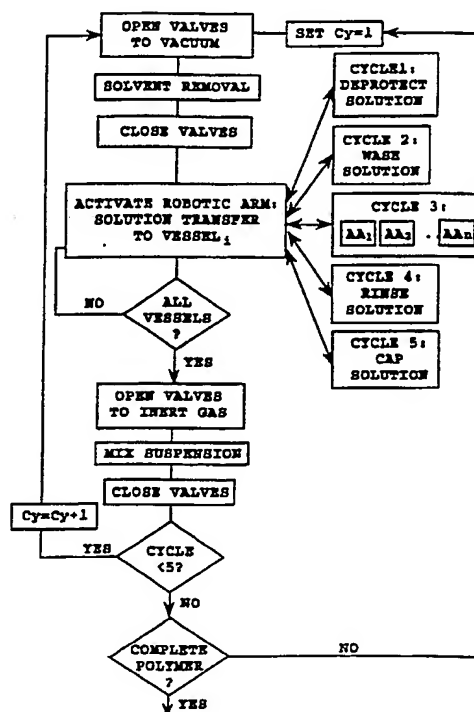 OPEN VALVES
TO VACUUM
SET Cy=1
SOLVENT REMOVAL
CLOSE VALVES
ACTIVATE ROBOTIC ARM:
SOLUTION TRANSFER
TO VESSELi
CYCLE1:
DEPROTECT
SOLUTION
CYCLE 2:
WASE
SOLUTION
CYCLE 3:
AA1 AA2 .. AAn
CYCLE 4:
RINSE
SOLUTION
CYCLE 5:
CAP
SOLUTION
NO
ALL
VESSELS
?
YES
OPEN VALVES
TO INERT GAS
MIX SUSPENSION
CLOSE VALVES
Cy=Cy+1
YES
CYCLE
<5?
NO
COMPLETE
POLYMER
?
NO
YES